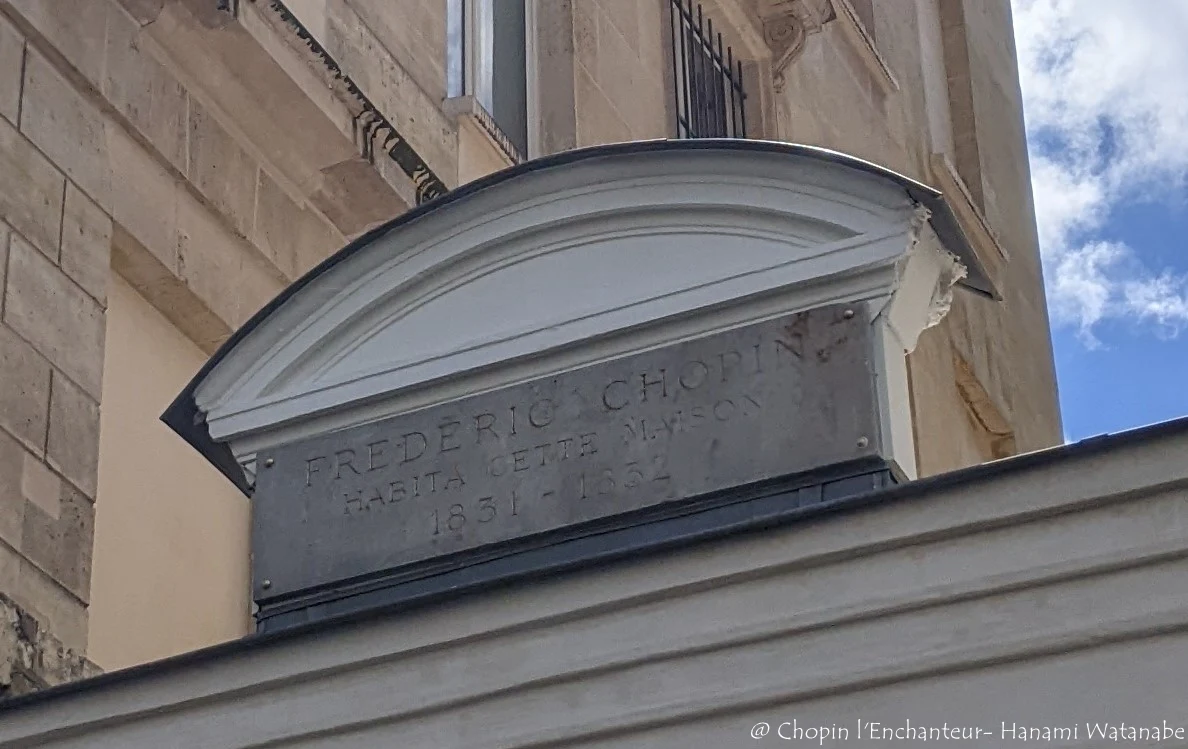 FREDERIC CHOPIN
HABITA CETTE MAISON
1831 - 1832
@ Chopin l'Enchanteur- Hanami Watanabe